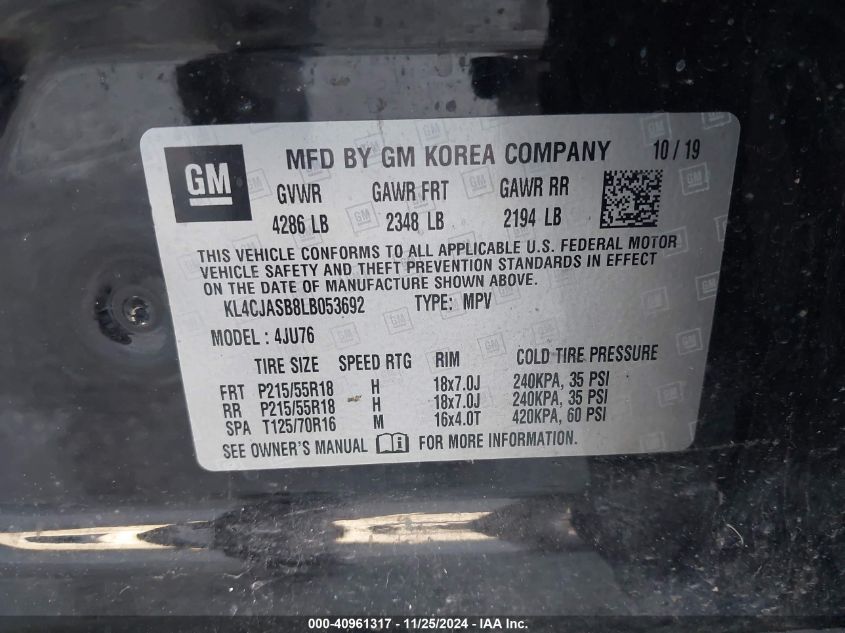 GM
MFD BY GM KOREA COMPANY 10 / 19
GVWR GAWR FRT GAWR RR
4286 LB 2348 LB 2194 LB
THIS VEHICLE CONFORMS TO ALL APPLICABLE U.S. FEDERAL MOTOR
VEHICLE SAFETY AND THEFT PREVENTION STANDARDS IN EFFECT
ON THE DATE OF MANUFACTURE SHOWN ABOVE.
KL4CJASB8LB053692 TYPE: MPV
MODEL : 4JU76
TIRE SIZE SPEED RTG RIM COLD TIRE PRESSURE
FRT P215/55R18 H 18x7.0J 240KPA, 35 PSI
RR P215/55R18 H 18x7.0J 240KPA, 35 PSI
SPA T125/70R16 M 16x4.0T 420KPA, 60 PSI
SEE OWNER'S MANUAL FOR MORE INFORMATION.
000-40961317 - 11/25/2024 - IAA Inc.